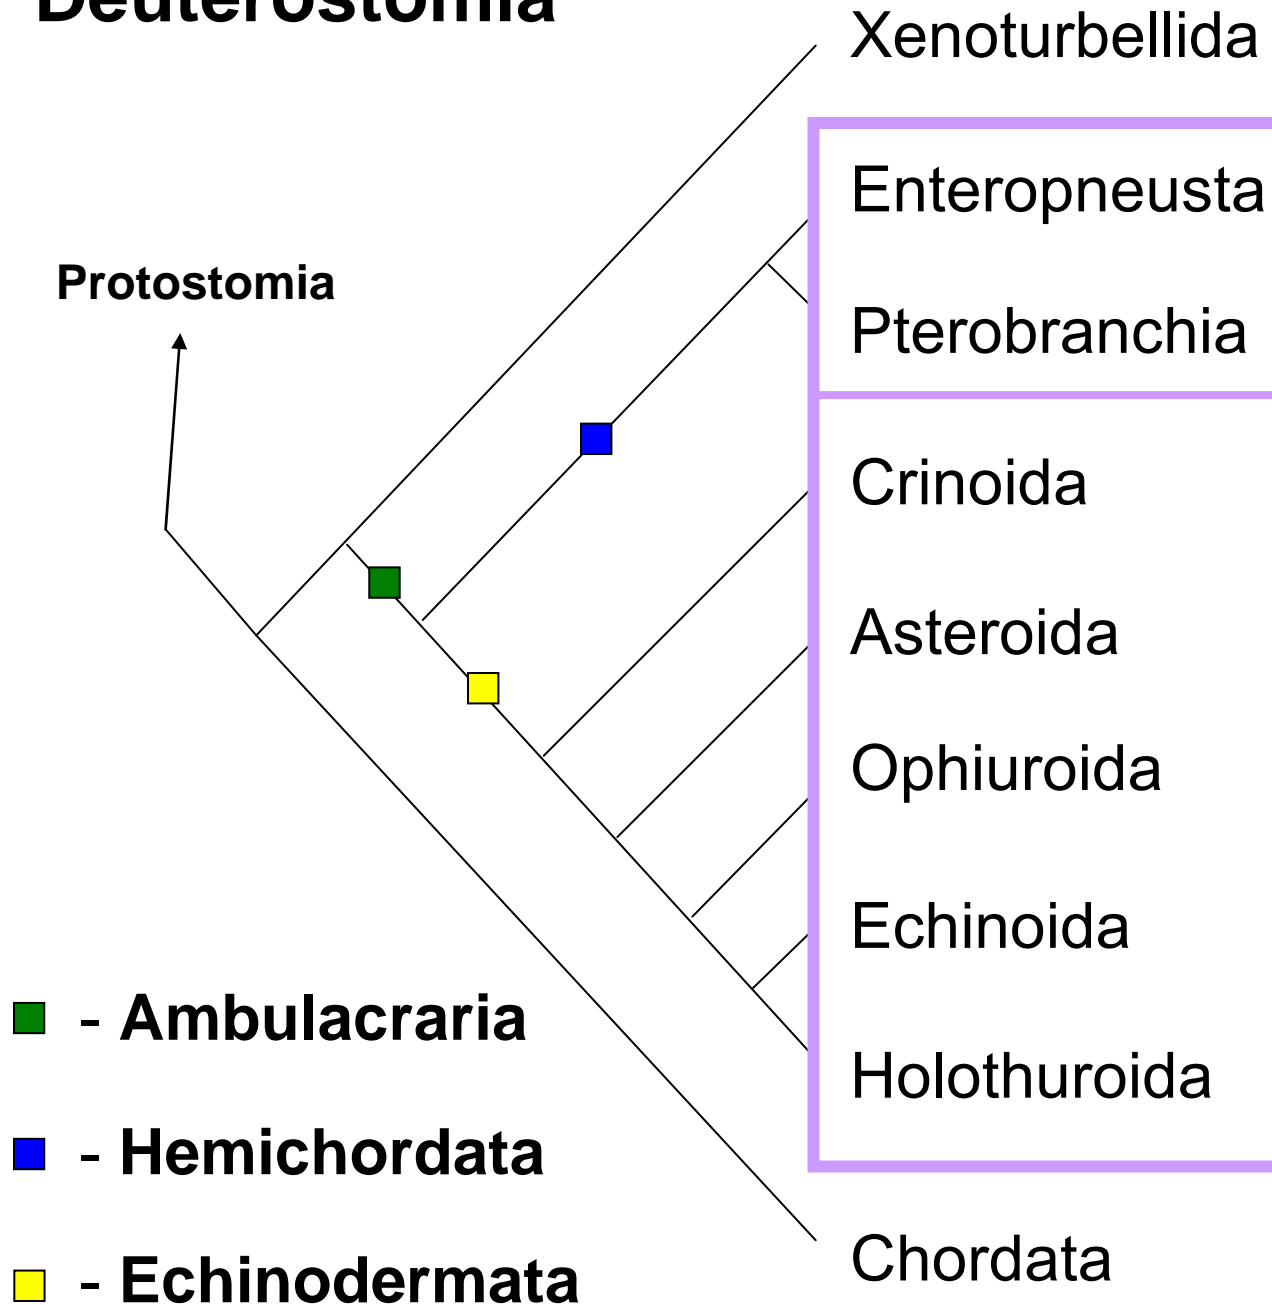 Deuterostomia
Xenoturbellida
Enteropneusta
Protostomia
Pterobranchia
Crinoida
Asteroida
Ophiuroida
Echinoida
- Ambulacraria
Holothuroida
- Hemichordata
Chordata
- Echinodermata